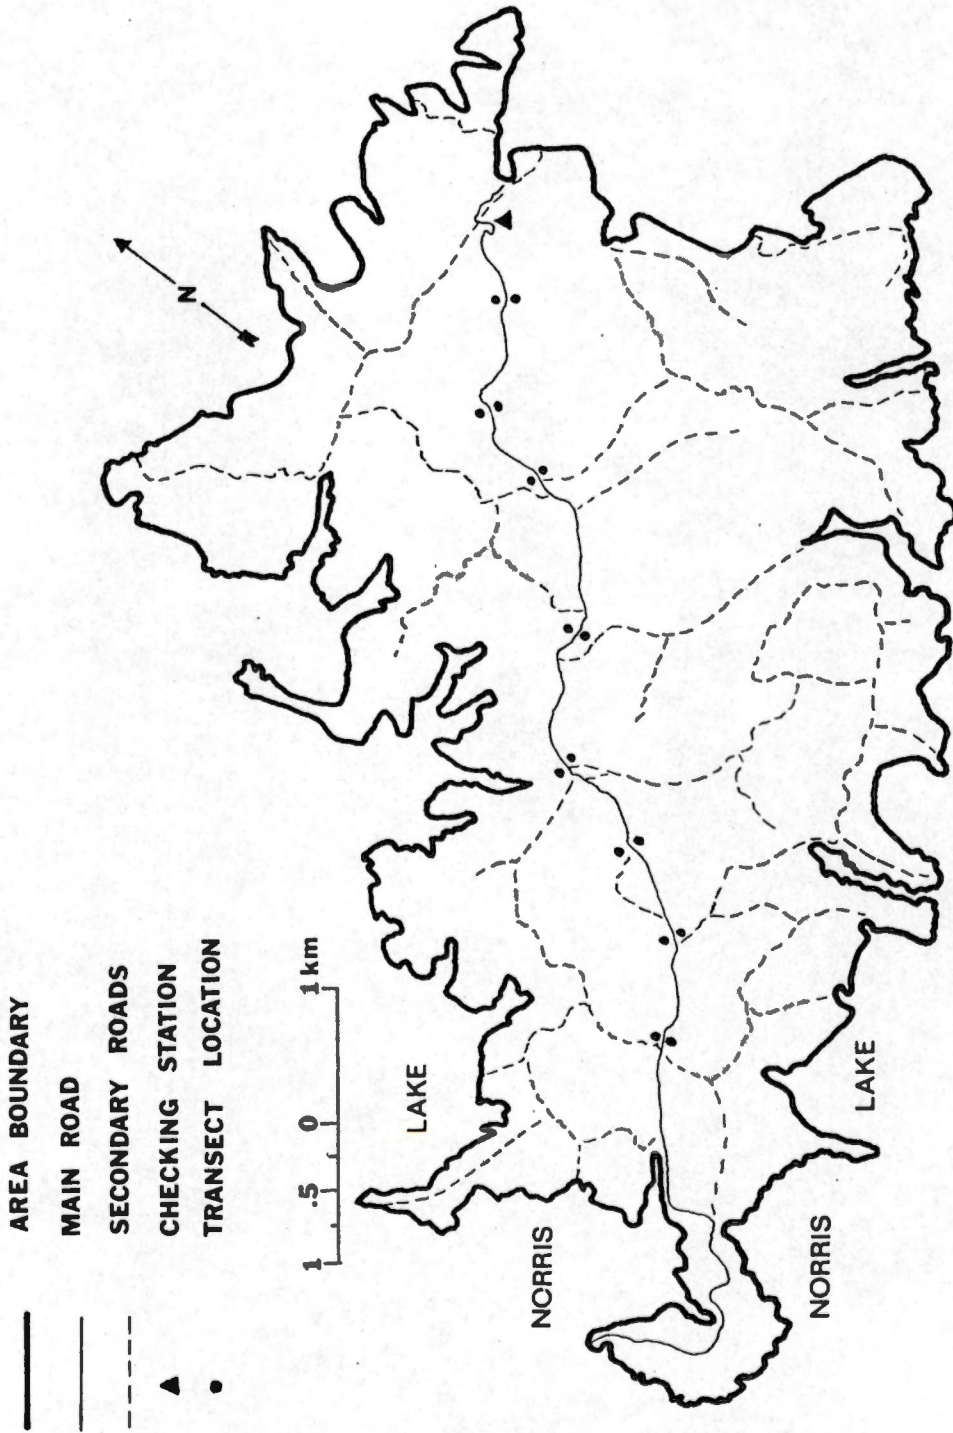 AREA BOUNDARY
MAIN ROAD
SECONDARY ROADS
CHECKING STATION
TRANSECT LOCATION
1 .5 0 1 km
N
NORRIS LAKE
NORRIS LAKE